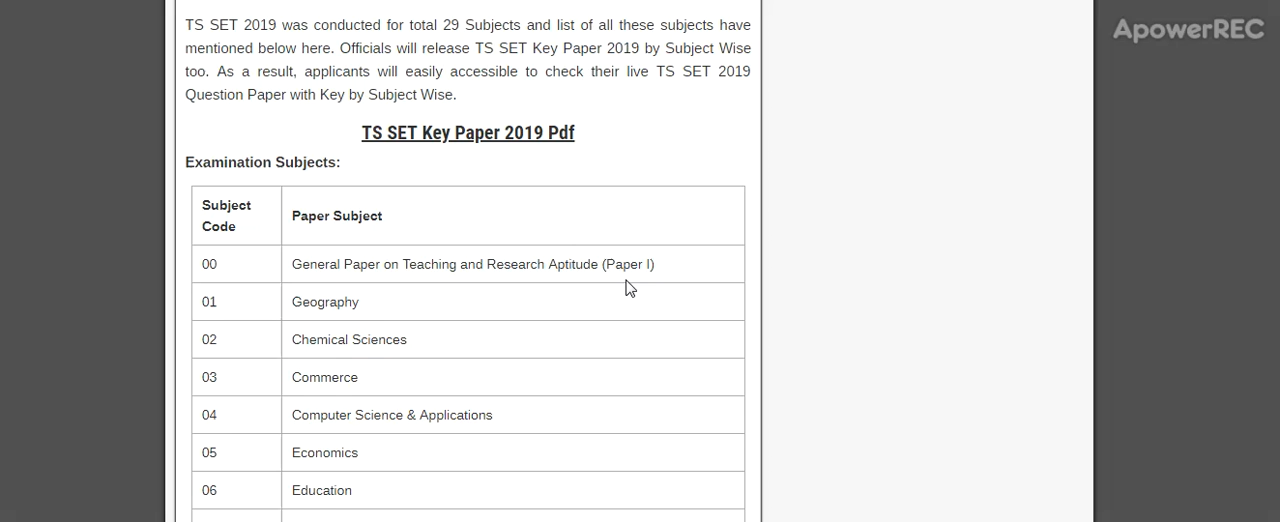 ApowerREC
TS SET 2019 was conducted for total 29 Subjects and list of all these subjects have
mentioned below here. Officials will release TS SET Key Paper 2019 by Subject Wise
too. As a result, applicants will easily accessible to check their live TS SET 2019
Question Paper with Key by Subject Wise.
TS SET Key Paper 2019 Pdf
Examination Subjects:
Subject Code Paper Subject
00 General Paper on Teaching and Research Aptitude (Paper I)
01 Geography
02 Chemical Sciences
03 Commerce
04 Computer Science & Applications
05 Economics
06 Education